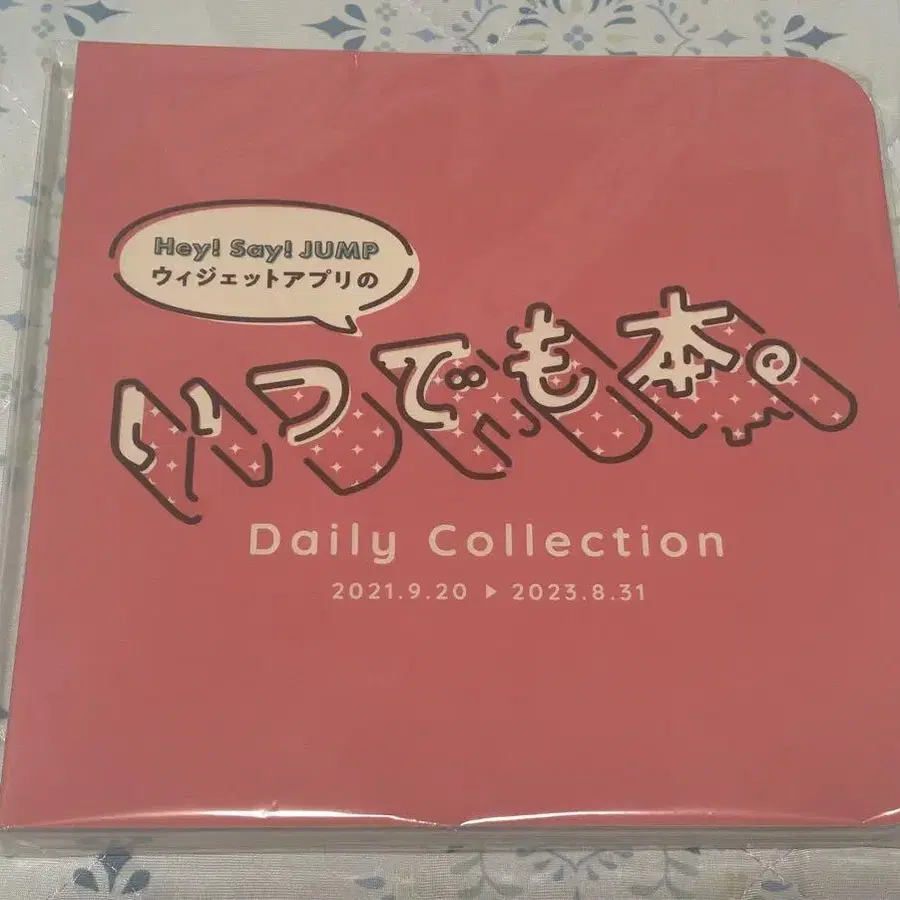 Hey! Say! JUMP
ウィジェットアプリの
いつでも本。
Daily Collection
2021.9.20 ▶ 2023.8.31